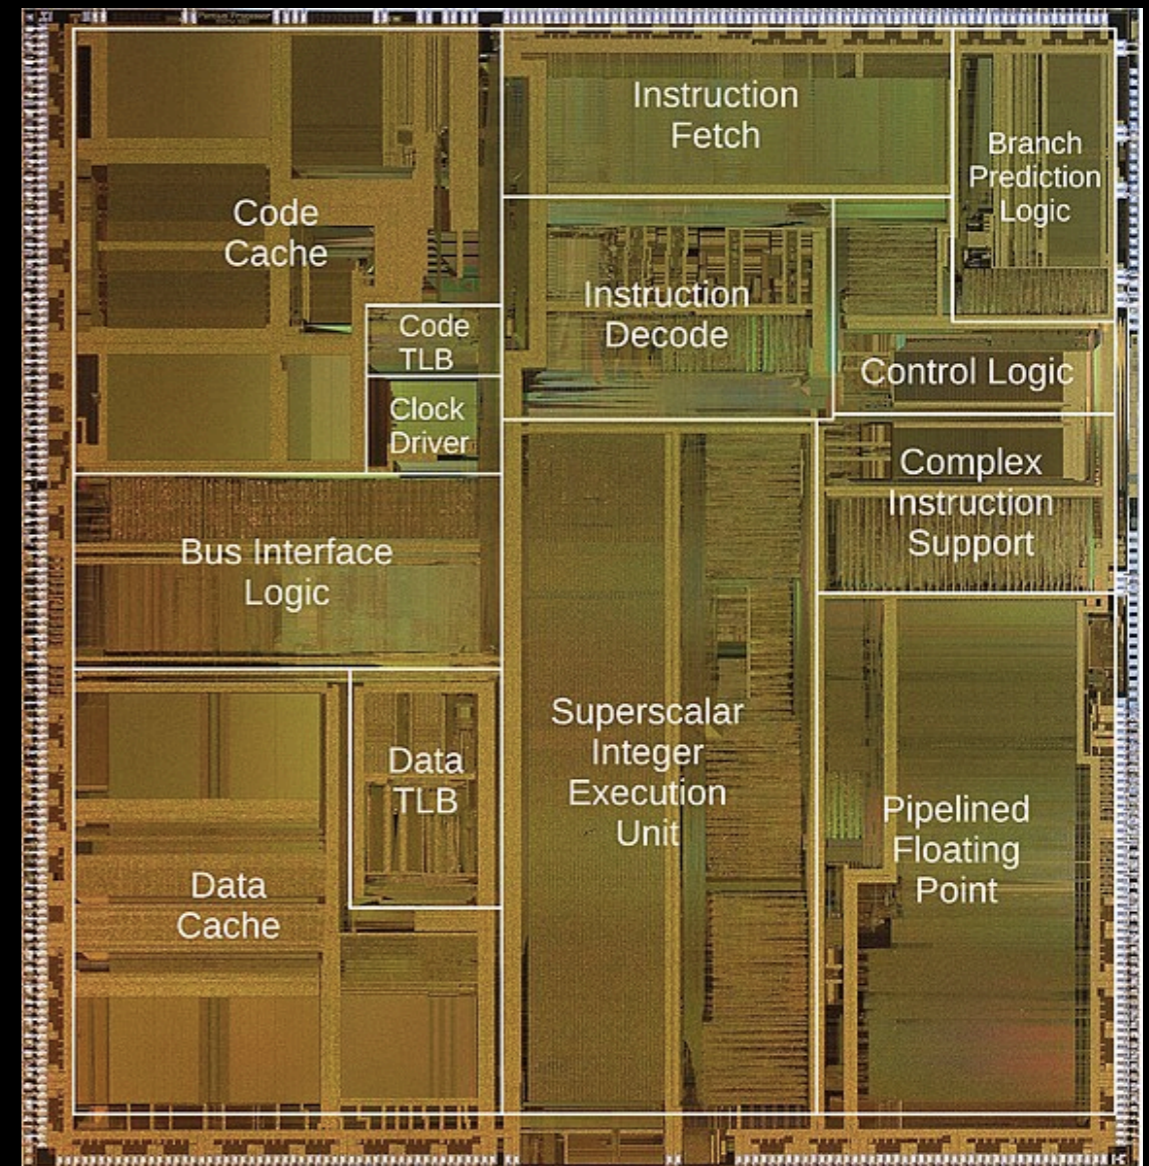 Instruction
Fetch
Branch
Prediction
Logic
Code
Cache
Instruction
Decode
Code
TLB
Control Logic
Clock
Driver
Complex
Instruction
Support
Bus Interface
Logic
Superscalar
Integer
Execution
Unit
Data
TLB
Pipelined
Floating
Point
Data
Cache